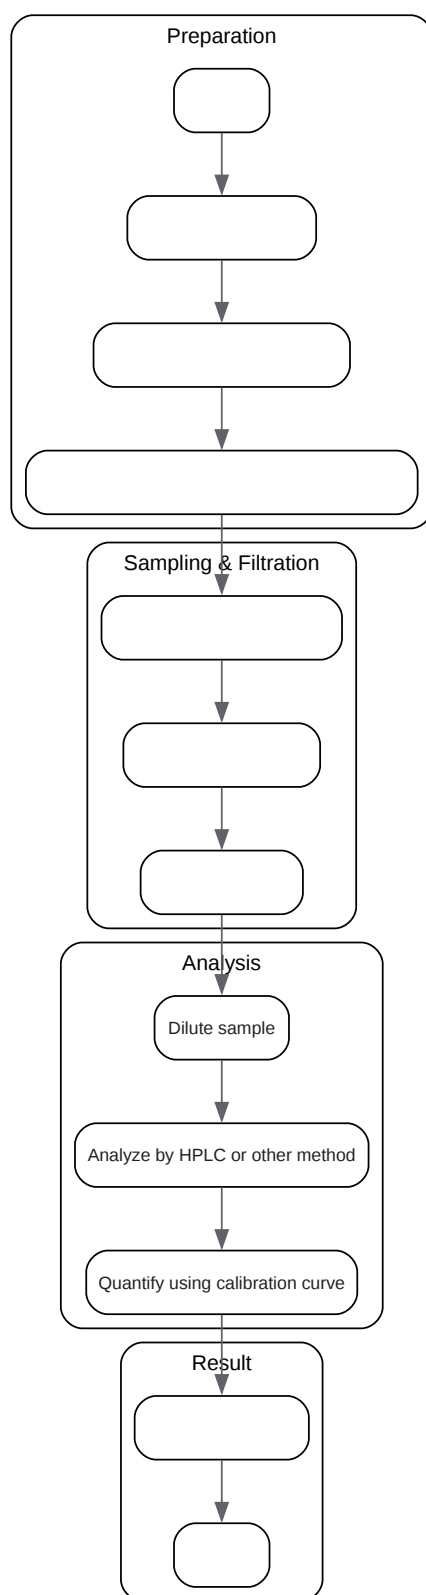 Preparation
Sampling & Filtration
Analysis
Dilute sample
Analyze by HPLC or other method
Quantify using calibration curve
Result